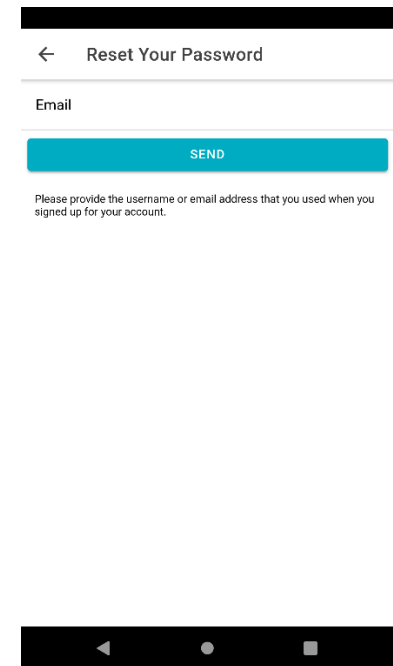 Reset Your Password
Email
SEND
Please provide the username or email address that you used when you
signed up for your account.